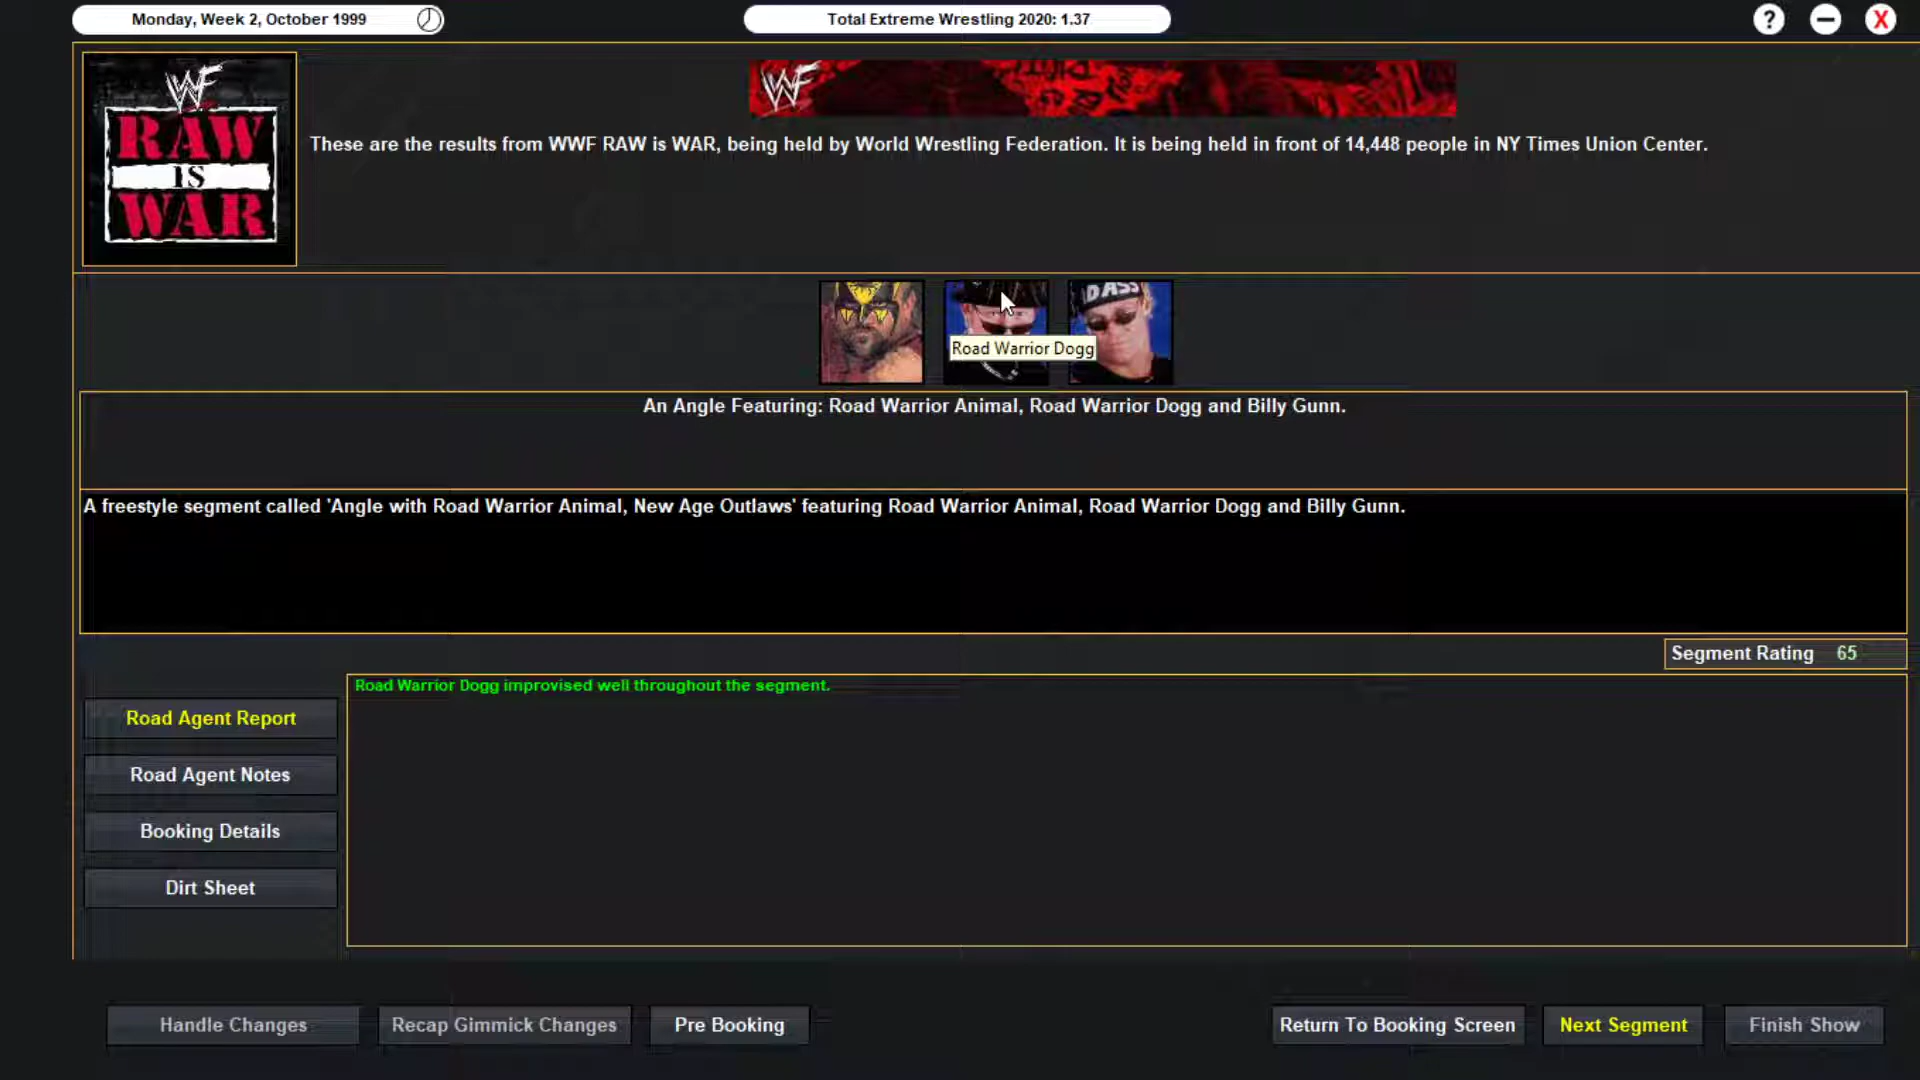 Monday, Week 2, October 1999
Total Extreme Wrestling 2020: 1.37
? – X
WF
RAW
IS
WAR
WF
These are the results from WWF RAW is WAR, being held by World Wrestling Federation. It is being held in front of 14,448 people in NY Times Union Center.
BADASS
Road Warrior Dogg
An Angle Featuring: Road Warrior Animal, Road Warrior Dogg and Billy Gunn.
A freestyle segment called 'Angle with Road Warrior Animal, New Age Outlaws' featuring Road Warrior Animal, Road Warrior Dogg and Billy Gunn.
Segment Rating 65
Road Agent Report
Road Warrior Dogg improvised well throughout the segment.
Road Agent Notes
Booking Details
Dirt Sheet
Handle Changes
Recap Gimmick Changes
Pre Booking
Return To Booking Screen
Next Segment
Finish Show